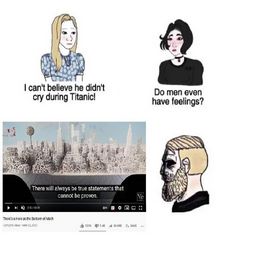 I can't believe he didn't
cry during Titanic!
Do men even
have feelings?
There will always be true statements that
cannot be proven.